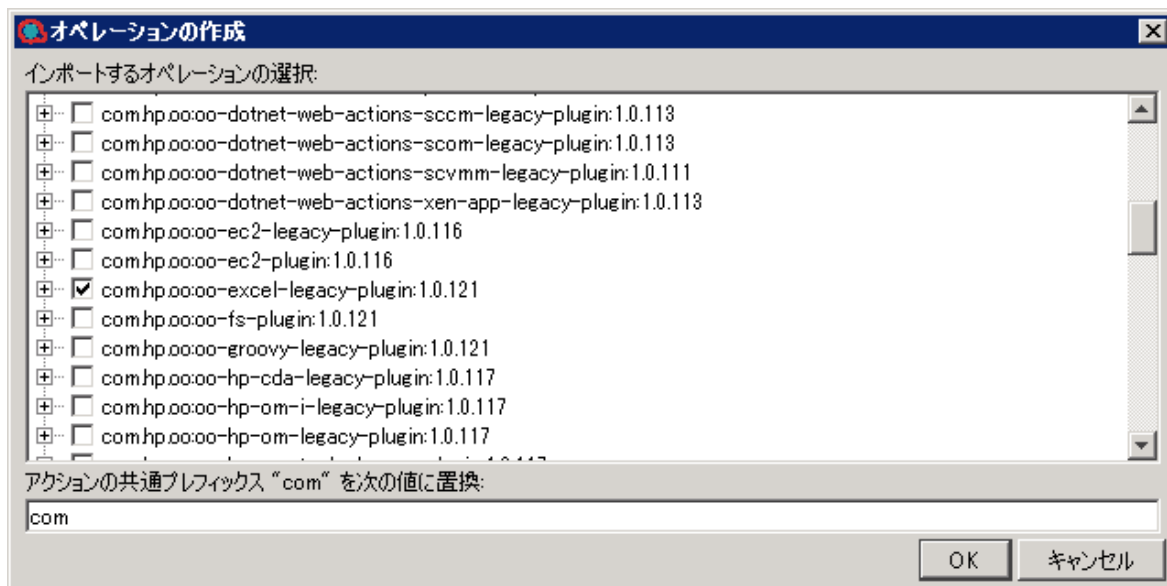 オペレーションの作成
インポートするオペレーションの選択:
com.hp.oo:oo-dotnet-web-actions-sccm-legacy-plugin:1.0.113
com.hp.oo:oo-dotnet-web-actions-scom-legacy-plugin:1.0.113
com.hp.oo:oo-dotnet-web-actions-scvmm-legacy-plugin:1.0.111
com.hp.oo:oo-dotnet-web-actions-xen-app-legacy-plugin:1.0.113
com.hp.oo:oo-ec2-legacy-plugin:1.0.116
com.hp.oo:oo-ec2-plugin:1.0.116
com.hp.oo:oo-excel-legacy-plugin:1.0.121
com.hp.oo:oo-fs-plugin:1.0.121
com.hp.oo:oo-groovy-legacy-plugin:1.0.121
com.hp.oo:oo-hp-cda-legacy-plugin:1.0.117
com.hp.oo:oo-hp-om-i-legacy-plugin:1.0.117
com.hp.oo:oo-hp-om-legacy-plugin:1.0.117
アクションの共通プレフィックス "com" を次の値に置換:
com
OK キャンセル